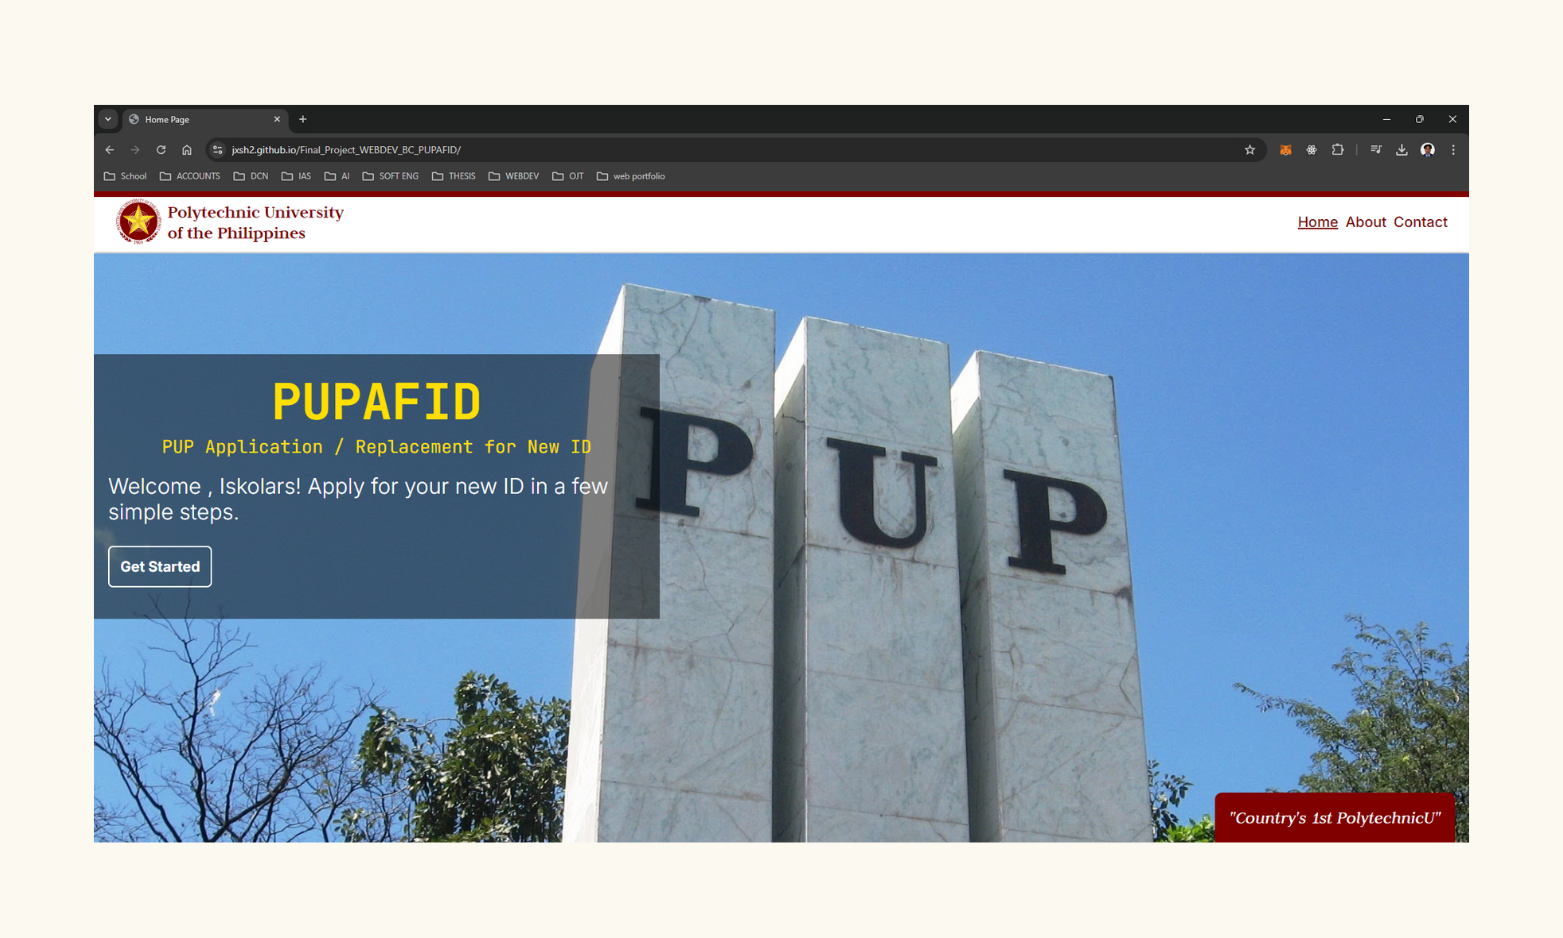 Home Page
jxsh2.github.io/Final_Project_WEBDEV_BC_PUPAFID/
School ACCOUNTS DCN IAS AI SOFT ENG THESIS WEBDEV OJT web portfolio
Polytechnic University
of the Philippines
Home About Contact
PUPAFID
PUP Application / Replacement for New ID
Welcome , Iskolars! Apply for your new ID in a few
simple steps.
Get Started
P U P
"Country's 1st PolytechnicU"